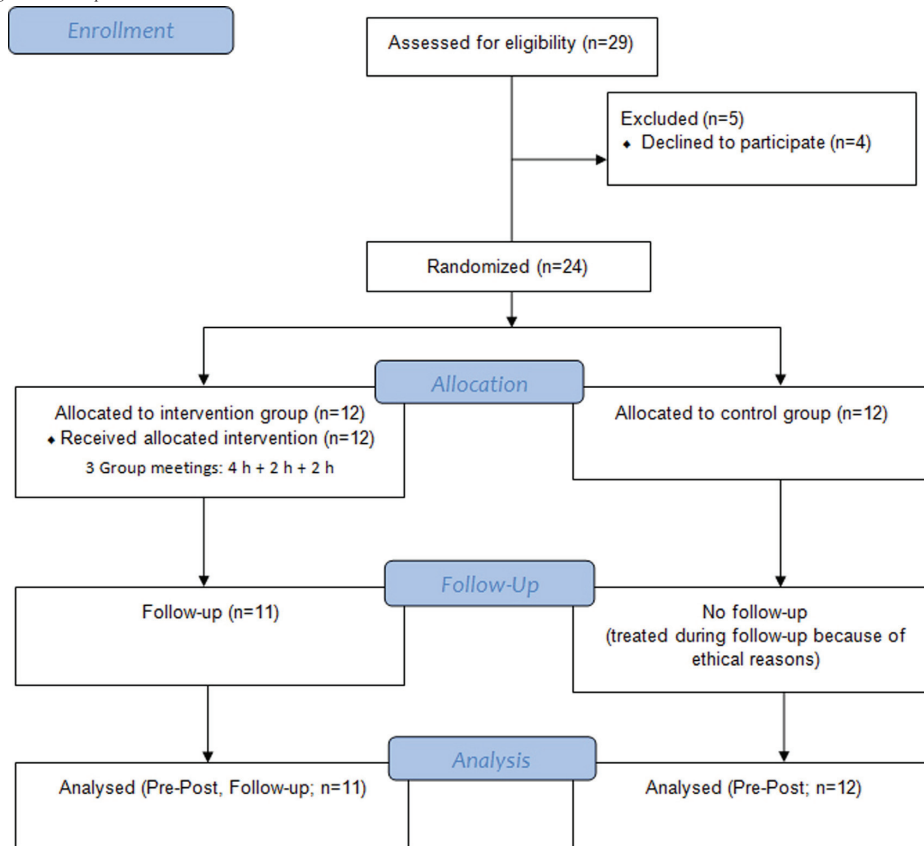 Enrollment
Assessed for eligibility (n=29)
Excluded (n=5)
⬥ Declined to participate (n=4)
Randomized (n=24)
Allocation
Allocated to intervention group (n=12)
⬥ Received allocated intervention (n=12)
3 Group meetings: 4 h + 2 h + 2 h
Allocated to control group (n=12)
Follow-Up
Follow-up (n=11)
No follow-up
(treated during follow-up because of
ethical reasons)
Analysis
Analysed (Pre-Post, Follow-up; n=11)
Analysed (Pre-Post; n=12)